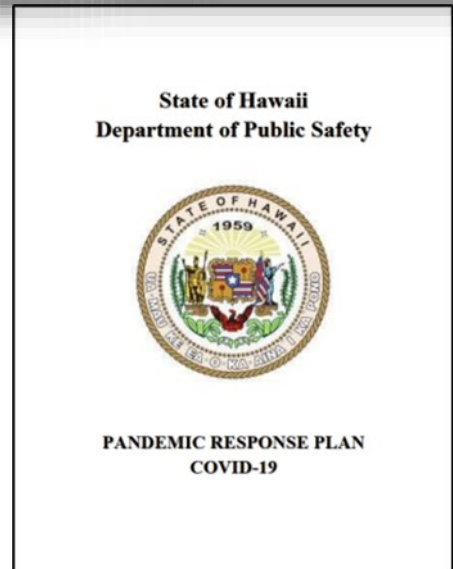 State of Hawaii
Department of Public Safety
STATE OF HAWAII
1959
UA MAU KE EA O KA AINA I KA PONO
PANDEMIC RESPONSE PLAN
COVID-19